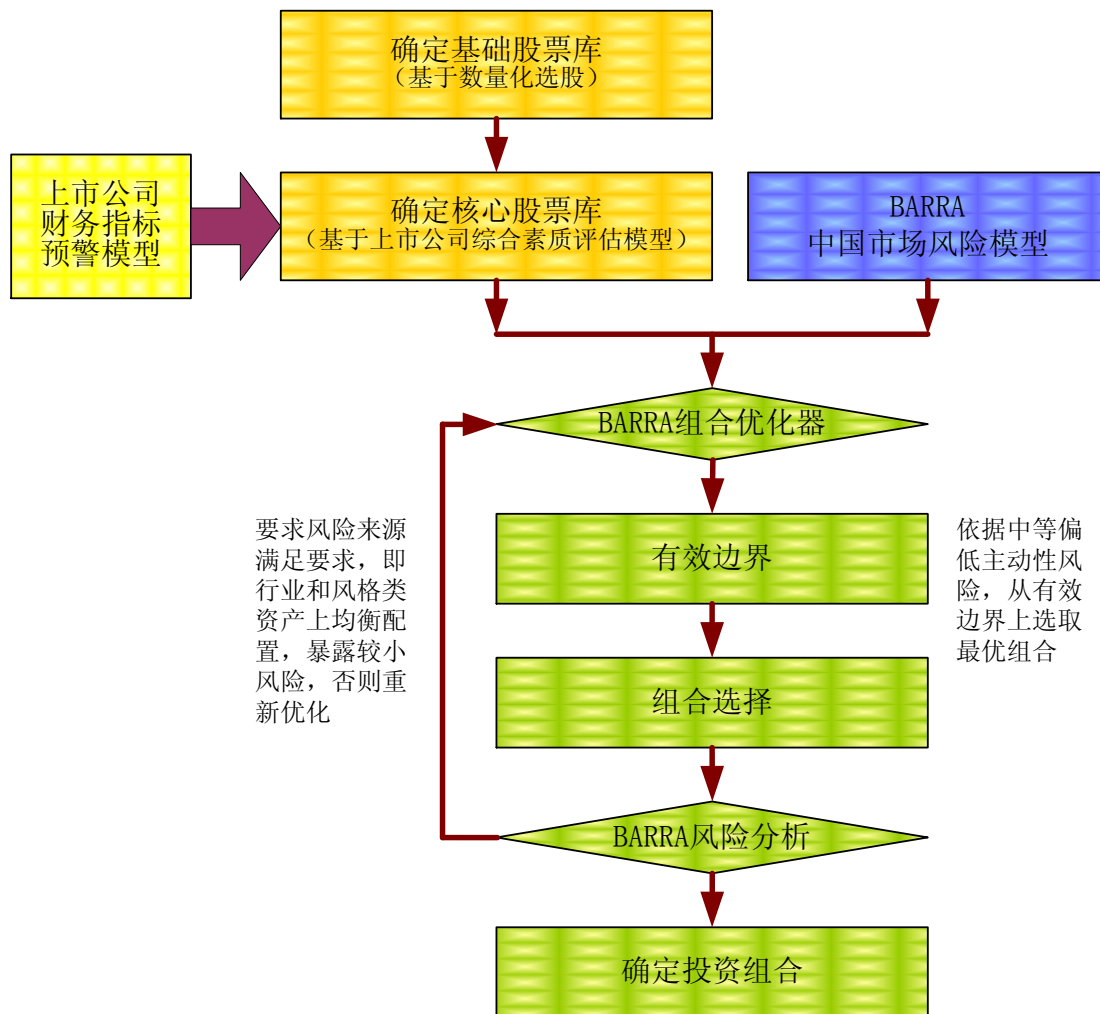 确定基础股票库
（基于数量化选股）
上市公司
财务指标
预警模型
确定核心股票库
（基于上市公司综合素质评估模型）
BARRA
中国市场风险模型
BARRA组合优化器
要求风险来源
满足要求，即
行业和风格类
资产上均衡配
置，暴露较小
风险，否则重
新优化
有效边界
依据中等偏
低主动性风
险，从有效
边界上选取
最优组合
组合选择
BARRA风险分析
确定投资组合